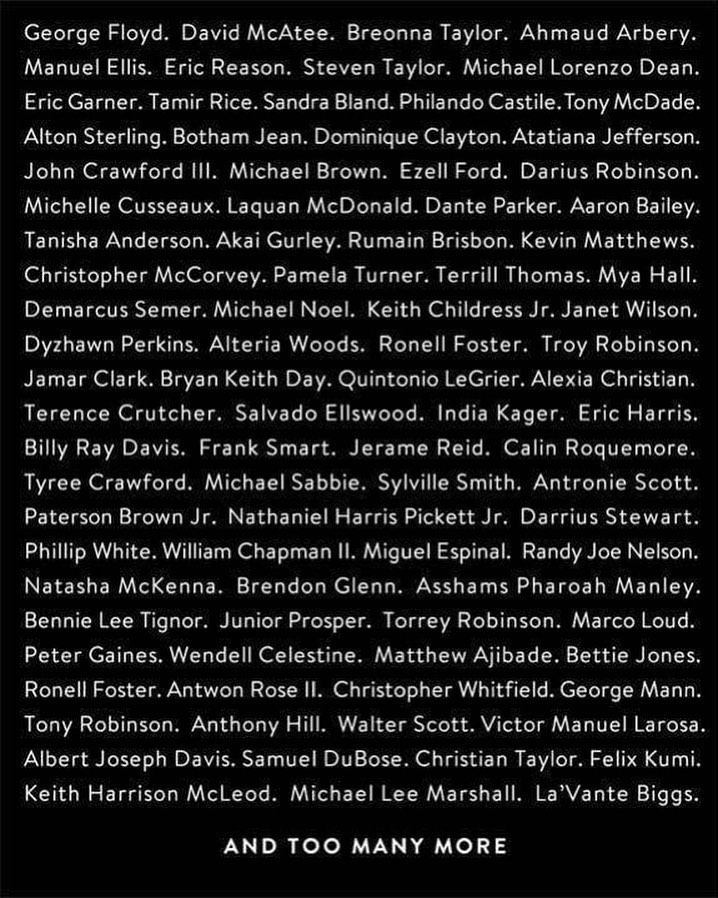 George Floyd. David McAtee. Breonna Taylor. Ahmaud Arbery.
Manuel Ellis. Eric Reason. Steven Taylor. Michael Lorenzo Dean.
Eric Garner. Tamir Rice. Sandra Bland. Philando Castile. Tony McDade.
Alton Sterling. Botham Jean. Dominique Clayton. Atatiana Jefferson.
John Crawford III. Michael Brown. Ezell Ford. Darius Robinson.
Michelle Cusseaux. Laquan McDonald. Dante Parker. Aaron Bailey.
Tanisha Anderson. Akai Gurley. Rumain Brisbon. Kevin Matthews.
Christopher McCorvey. Pamela Turner. Terrill Thomas. Mya Hall.
Demarcus Semer. Michael Noel. Keith Childress Jr. Janet Wilson.
Dyzhawn Perkins. Alteria Woods. Ronell Foster. Troy Robinson.
Jamar Clark. Bryan Keith Day. Quintonio LeGrier. Alexia Christian.
Terence Crutcher. Salvado Ellswood. India Kager. Eric Harris.
Billy Ray Davis. Frank Smart. Jerame Reid. Calin Roquemore.
Tyree Crawford. Michael Sabbie. Sylville Smith. Antronie Scott.
Paterson Brown Jr. Nathaniel Harris Pickett Jr. Darrius Stewart.
Phillip White. William Chapman II. Miguel Espinal. Randy Joe Nelson.
Natasha McKenna. Brendon Glenn. Asshams Pharoah Manley.
Bennie Lee Tignor. Junior Prosper. Torrey Robinson. Marco Loud.
Peter Gaines. Wendell Celestine. Matthew Ajibade. Bettie Jones.
Ronell Foster. Antwon Rose II. Christopher Whitfield. George Mann.
Tony Robinson. Anthony Hill. Walter Scott. Victor Manuel Larosa.
Albert Joseph Davis. Samuel DuBose. Christian Taylor. Felix Kumi.
Keith Harrison McLeod. Michael Lee Marshall. La'Vante Biggs.
AND TOO MANY MORE